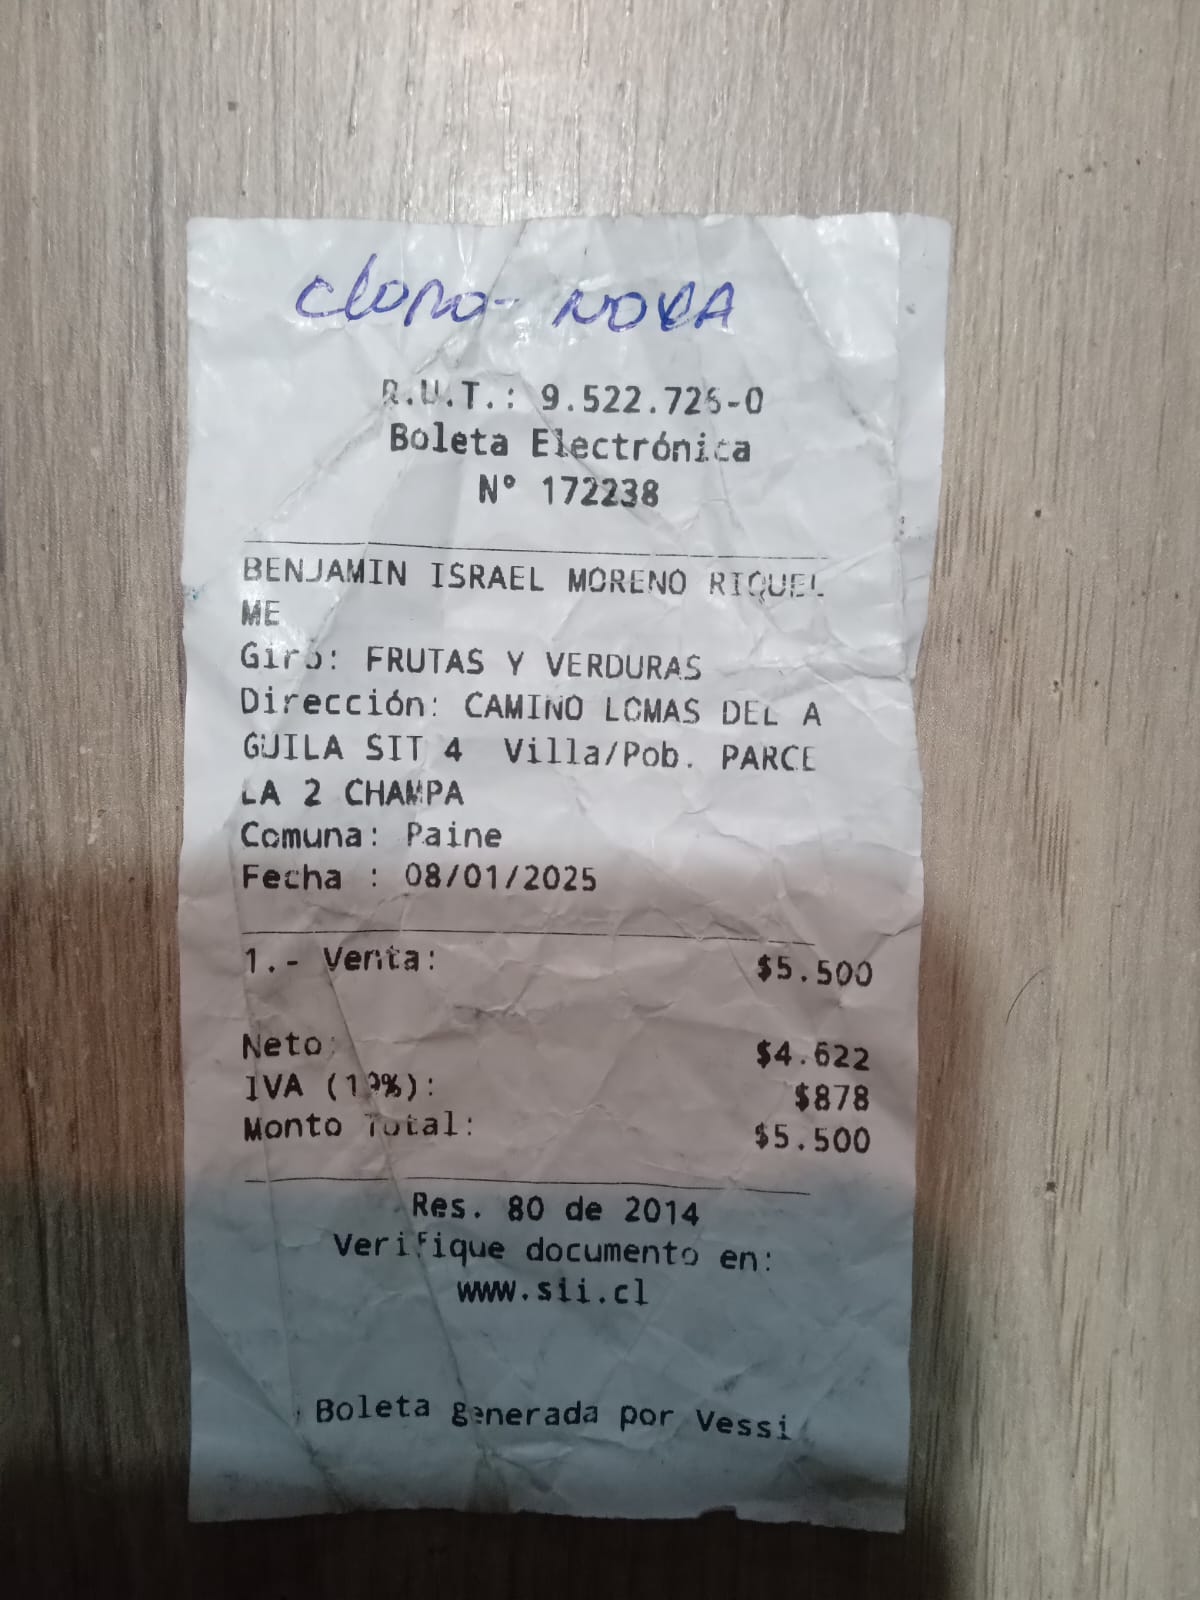 cloro- NOVA
R.U.T.: 9.522.726-0
Boleta Electrónica
N° 172238
BENJAMIN ISRAEL MORENO RIQUEL
ME
Giro: FRUTAS Y VERDURAS
Dirección: CAMINO LOMAS DEL A
GUILA SIT 4 Villa/Pob. PARCE
LA 2 CHAMPA
Comuna: Paine
Fecha : 08/01/2025
1.- Venta: $5.500
Neto: $4.622
IVA (19%): $878
Monto Total: $5.500
Res. 80 de 2014
Verifique documento en:
www.sii.cl
Boleta generada por Vessi